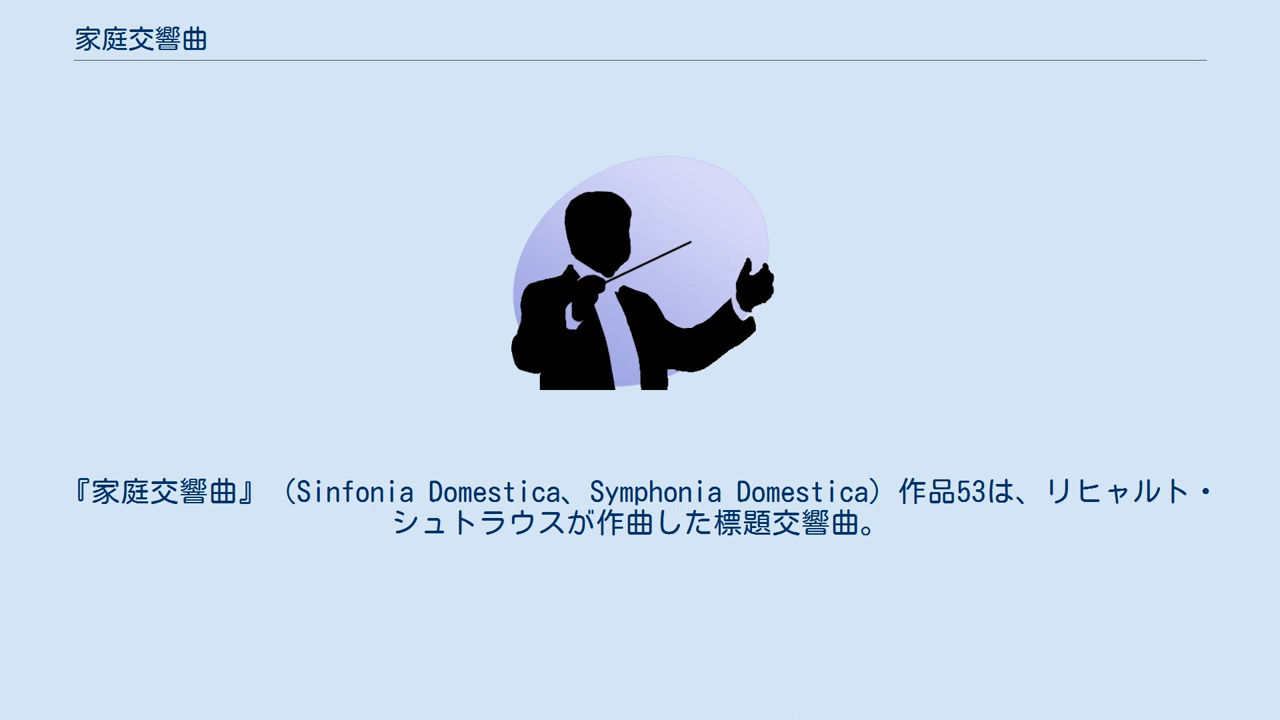 家庭交響曲
『家庭交響曲』（Sinfonia Domestica、Symphonia Domestica）作品53は、リヒャルト・
シュトラウスが作曲した標題交響曲。